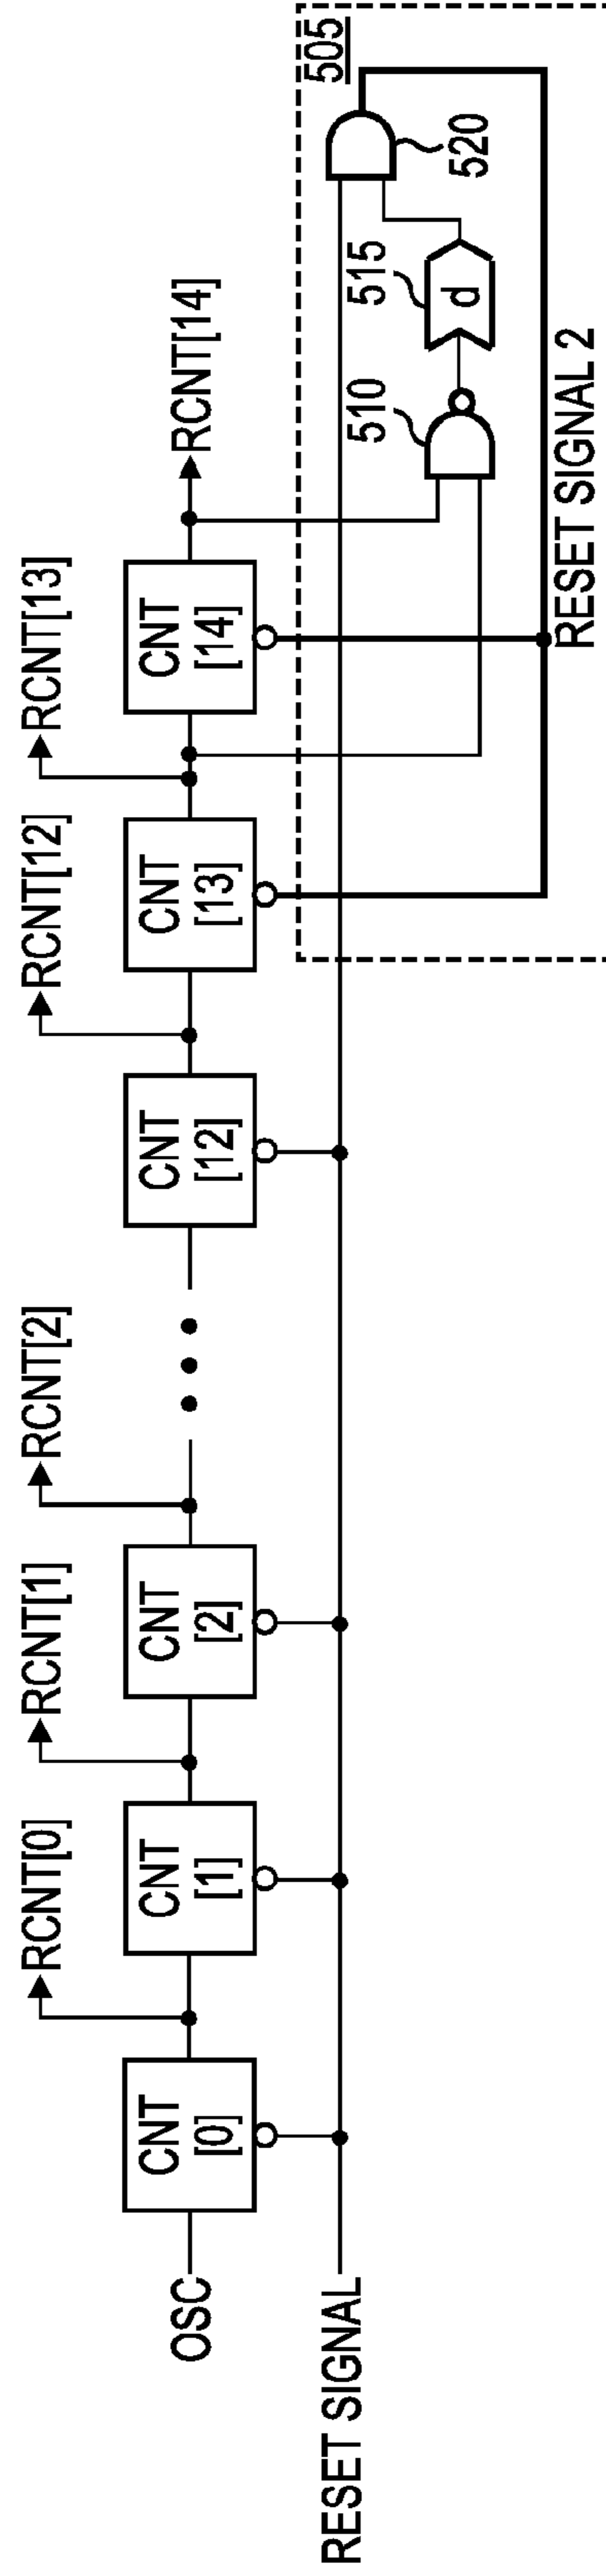 RCNT[0]
RCNT[1]
RCNT[2]
RCNT[12]
RCNT[13]
RCNT[14]
OSC
CNT
[0]
CNT
[1]
CNT
[2]
CNT
[12]
CNT
[13]
CNT
[14]
505
RESET SIGNAL
510
515
d
520
RESET SIGNAL 2